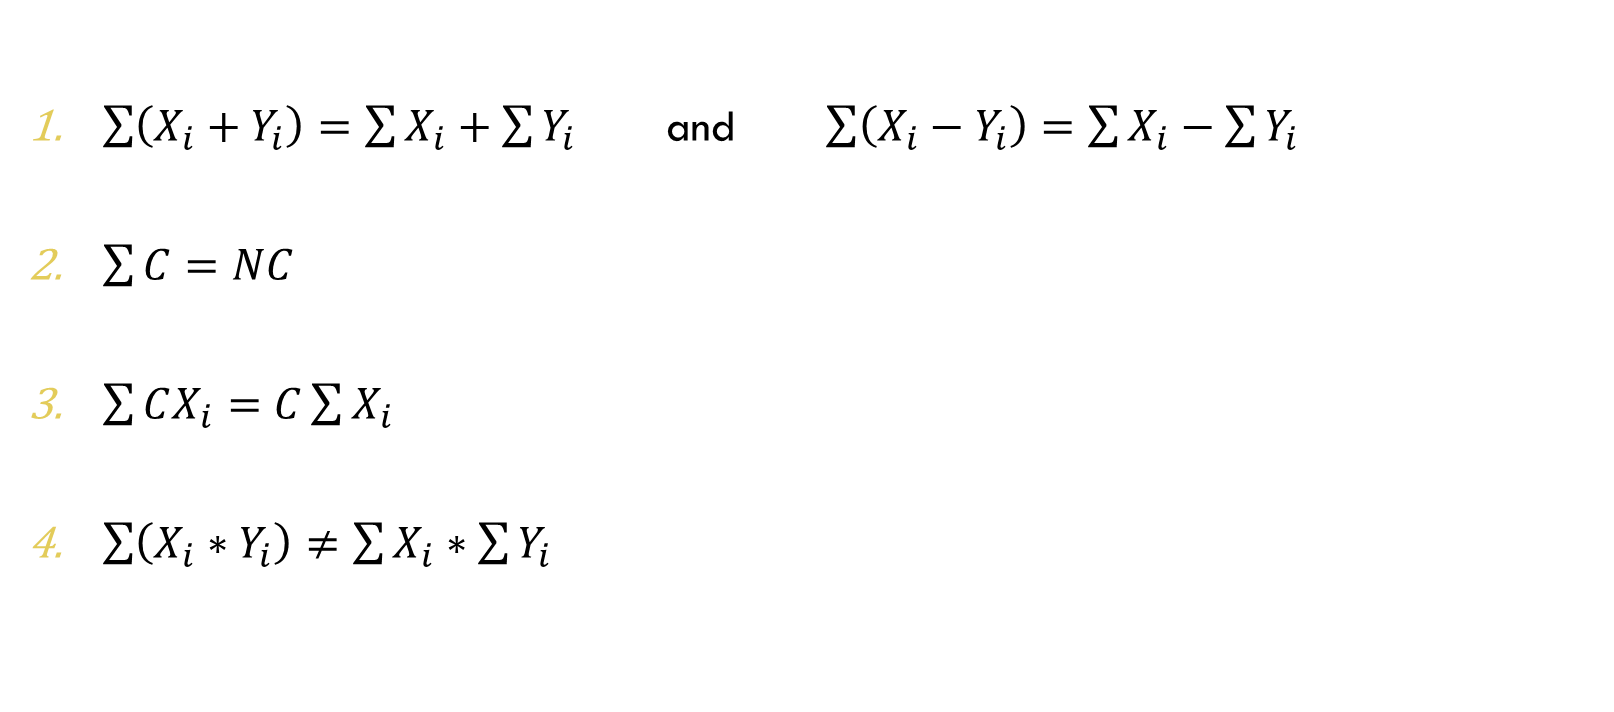 1. ∑(Xᵢ + Yᵢ) = ∑ Xᵢ + ∑ Yᵢ and ∑(Xᵢ − Yᵢ) = ∑ Xᵢ − ∑ Yᵢ
2. ∑ C = NC
3. ∑ CXᵢ = C ∑ Xᵢ
4. ∑(Xᵢ * Yᵢ) ≠ ∑ Xᵢ * ∑ Yᵢ